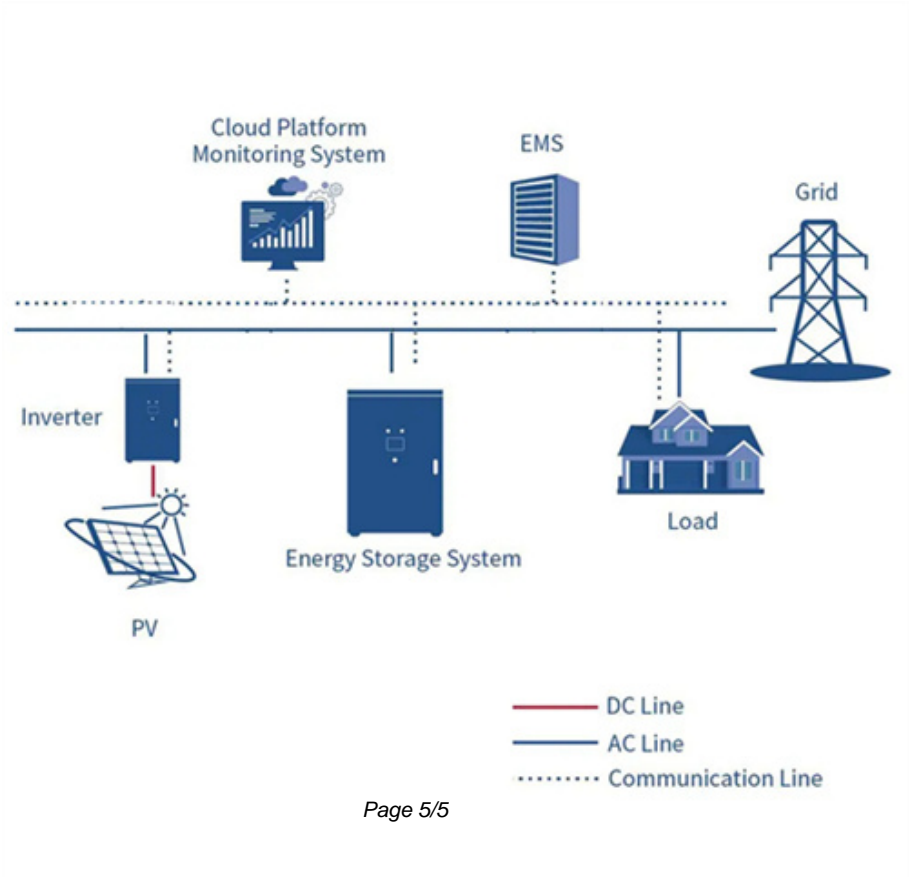 Cloud Platform
Monitoring System
EMS
Grid
Inverter
Energy Storage System
Load
PV
DC Line
AC Line
Communication Line
Page 5/5